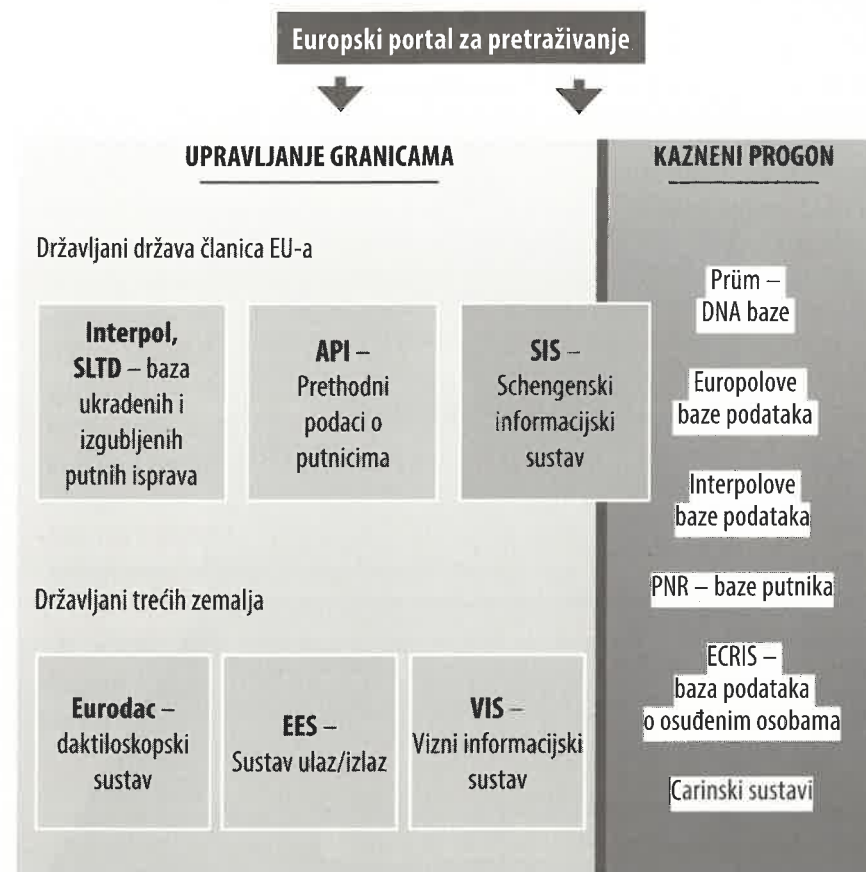 Europski portal za pretraživanje
UPRAVLJANJE GRANICAMA
KAZNENI PROGON
Državljani država članica EU-a
Interpol,
SLTD – baza
ukradenih i
izgubljenih
putnih isprava
API –
Prethodni
podaci o
putnicima
SIS –
Schengenski
informacijski
sustav
Državljani trećih zemalja
Eurodac –
daktiloskopski
sustav
EES –
Sustav ulaz/izlaz
VIS –
Vizni informacijski
sustav
Prüm –
DNA baze
Europolove
baze podataka
Interpolove
baze podataka
PNR – baze putnika
ECRIS –
baza podataka
o osuđenim osobama
Carinski sustavi